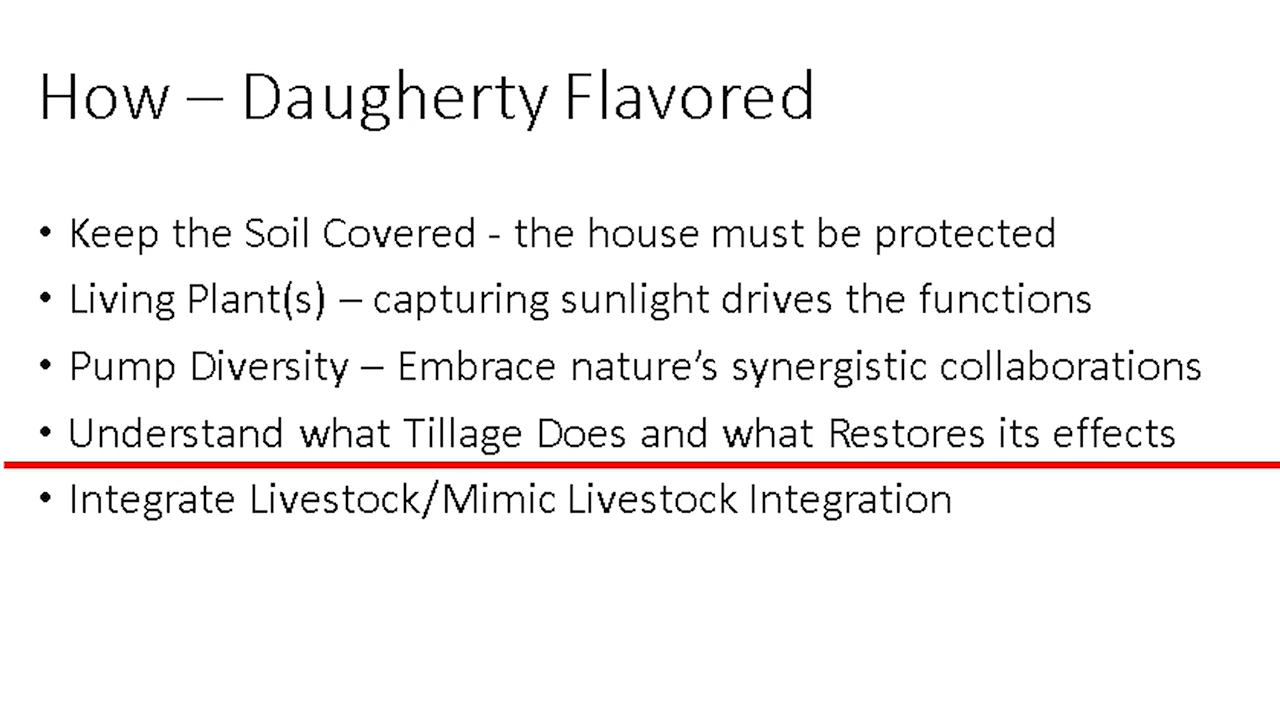 How – Daugherty Flavored
• Keep the Soil Covered - the house must be protected
• Living Plant(s) – capturing sunlight drives the functions
• Pump Diversity – Embrace nature’s synergistic collaborations
• Understand what Tillage Does and what Restores its effects
• Integrate Livestock/Mimic Livestock Integration